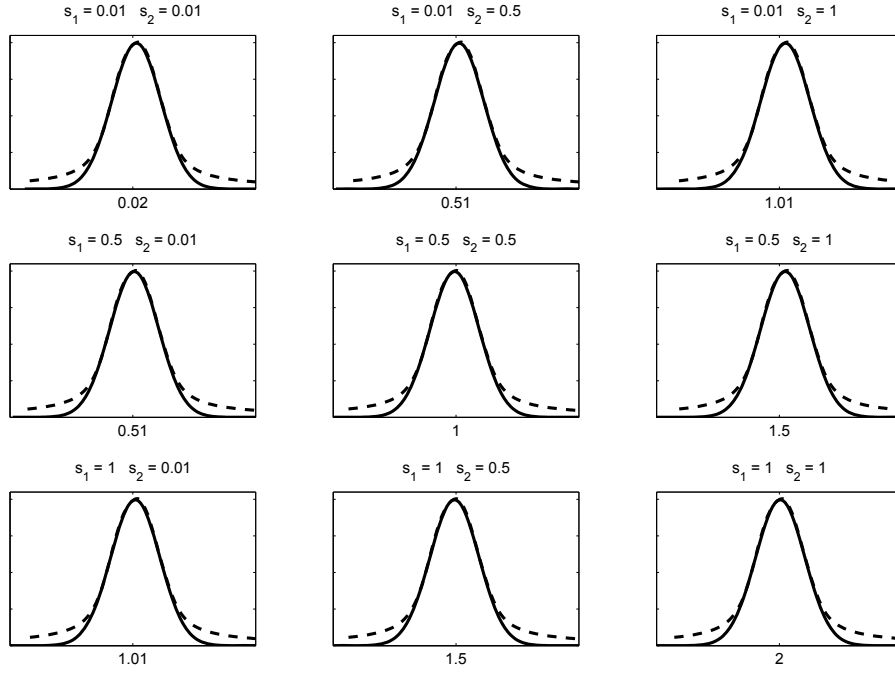 s1 = 0.01 s2 = 0.01
s1 = 0.01 s2 = 0.5
s1 = 0.01 s2 = 1
0.02
0.51
1.01
s1 = 0.5 s2 = 0.01
s1 = 0.5 s2 = 0.5
s1 = 0.5 s2 = 1
0.51
1
1.5
s1 = 1 s2 = 0.01
s1 = 1 s2 = 0.5
s1 = 1 s2 = 1
1.01
1.5
2